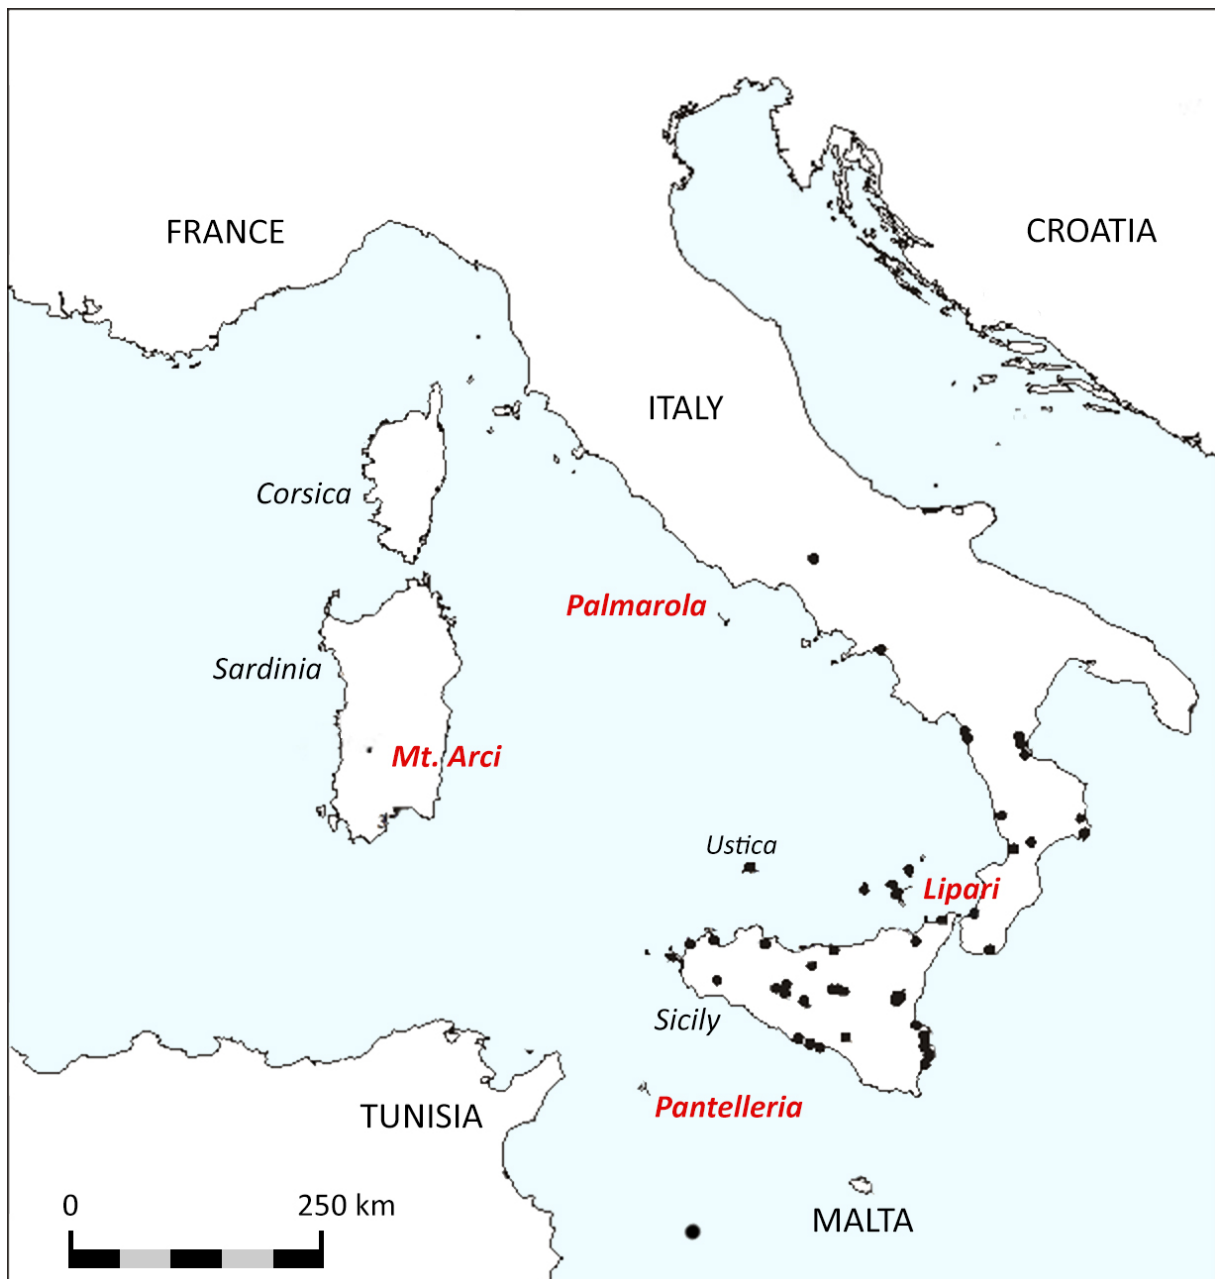 FRANCE
CROATIA
ITALY
Corsica
Palmarola
Sardinia
Mt. Arci
Ustica
Lipari
Sicily
Pantelleria
TUNISIA
0 250 km
MALTA